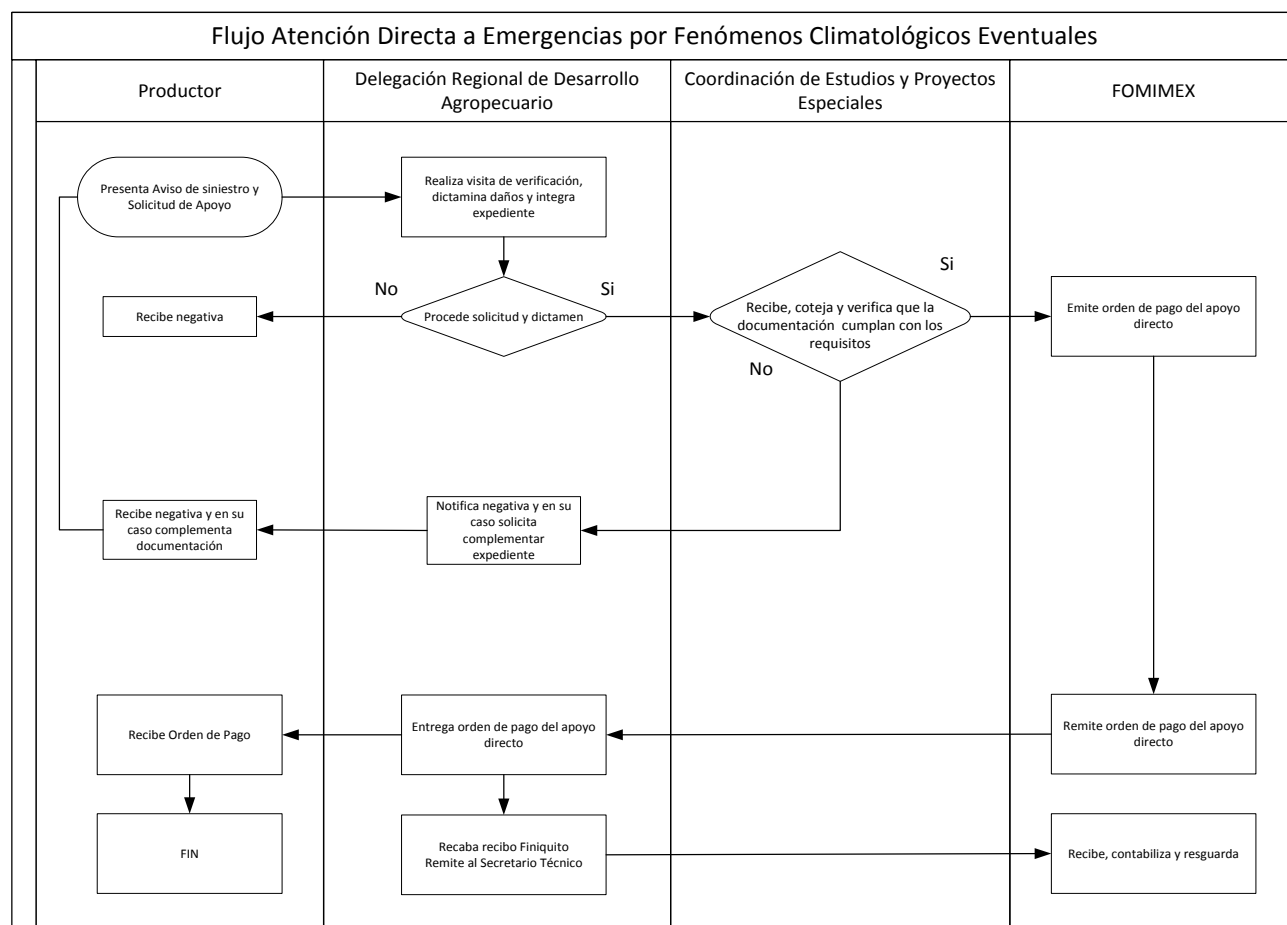 Flujo Atención Directa a Emergencias por Fenómenos Climatológicos Eventuales
Productor
Delegación Regional de Desarrollo
Agropecuario
Coordinación de Estudios y Proyectos
Especiales
FOMIMEX
Presenta Aviso de siniestro y
Solicitud de Apoyo
Realiza visita de verificación,
dictamina daños y integra
expediente
No
Si
Si
Recibe negativa
Procede solicitud y dictamen
Recibe, coteja y verifica que la
documentación cumplan con los
requisitos
Emite orden de pago del apoyo
directo
No
Recibe negativa y en su
caso complementa
documentación
Notifica negativa y en su
caso solicita
complementar
expediente
Recibe Orden de Pago
Entrega orden de pago del apoyo
directo
Remite orden de pago del apoyo
directo
FIN
Recaba recibo Finiquito
Remite al Secretario Técnico
Recibe, contabiliza y resguarda